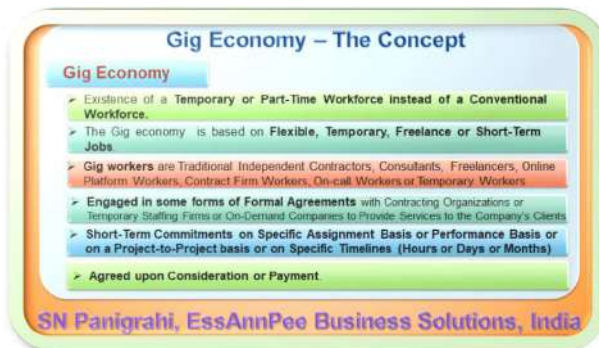 Gig Economy – The Concept
Gig Economy
➢ Existence of a Temporary or Part-Time Workforce instead of a Conventional
Workforce.
➢ The Gig economy is based on Flexible, Temporary, Freelance or Short-Term
Jobs.
➢ Gig workers are Traditional Independent Contractors, Consultants, Freelancers, Online
Platform Workers, Contract Firm Workers, On-call Workers or Temporary Workers
➢ Engaged in some forms of Formal Agreements with Contracting Organizations or
Temporary Staffing Firms or On-Demand Companies to Provide Services to the Company's Clients
➢ Short-Term Commitments on Specific Assignment Basis or Performance Basis or
on a Project-to-Project basis or on Specific Timelines (Hours or Days or Months)
➢ Agreed upon Consideration or Payment.
SN Panigrahi, EssAnnPee Business Solutions, India